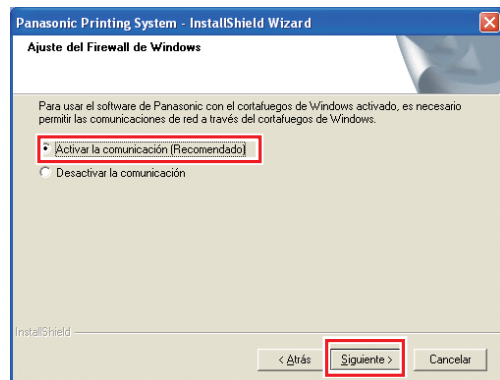 Panasonic Printing System - InstallShield Wizard
Ajuste del Firewall de Windows
Para usar el software de Panasonic con el cortafuegos de Windows activado, es necesario
permitir las comunicaciones de red a través del cortafuegos de Windows.
Activar la comunicación (Recomendado)
Desactivar la comunicación
InstallShield
< Atrás
Siguiente >
Cancelar